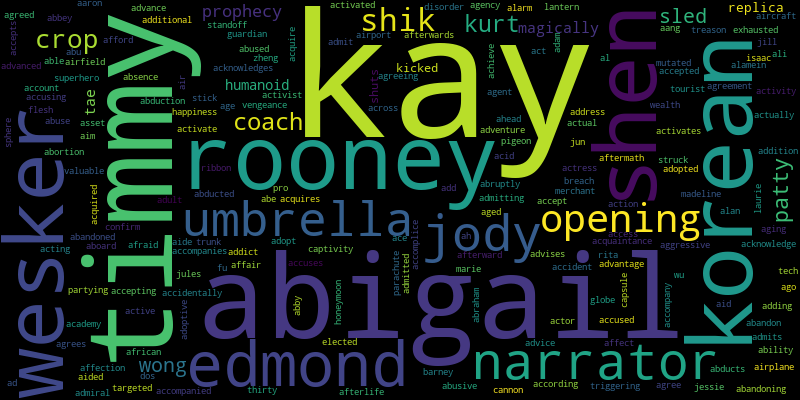 kay
timmy
abigail
rooney
korean
wesker
shen
edmond
narrator
umbrella
jody
opening
shik
kurt
crop
sled
coach
wong
patty
prophecy
magically
humanoid
replica
tae
abbey
aaron
advance
additional
agreed
accepts
able
abu
afford
airfield
advanced
superhero
absence
air
account
accusing
abduction
stick
flesh
abuse
asset
aim
happiness
activate
sphere
abortion
valuable
ribbon
acquired
adult
abducted
pro
add
abe
acquires
confirm
abandoned
aboard
afraid
acting
aide
trunk
accompanies
addict
adopt
captivity
ace
accomplice
ah
parachute
admitted
afterward
advises
jules
affair
accuses
partying
accepting
accidentally
fu
marie
accident
abby
honeymoon
abraham
academy
active
adoptive
african
agrees
affection
aided
ad
admiral
targeted
dos
accompanied
elected
thirty
afterlife
barney
abusive
advice
actor
according
cannon
triggering
affect
accused
agree
jessie
abducts
abandoning
airplane
ability
admits
abandon
adding
ago
tech
aid
wu
accompany
globe
capsule
advantage
rita
acquaintance
access
aggressive
action
alan
acknowledge
aging
madeline
laurie
merchant
breach
aged
accept
admitting
abruptly
acid
actress
aftermath
struck
adopted
addition
activates
actually
jun
actual
address
pigeon
adventure
ahead
across
agent
achieve
act
adam
al
activated
disorder
agency
alarm
lantern
standoff
guardian
admit
airport
afterwards
abused
acquire
zheng
acknowledges
agreeing
kicked
activist
age
vengeance
shuts
aircraft
treason
exhausted
aang
jill
isaac
ali
alamein
mutated
accepted
tourist
agreement
activity
wealth